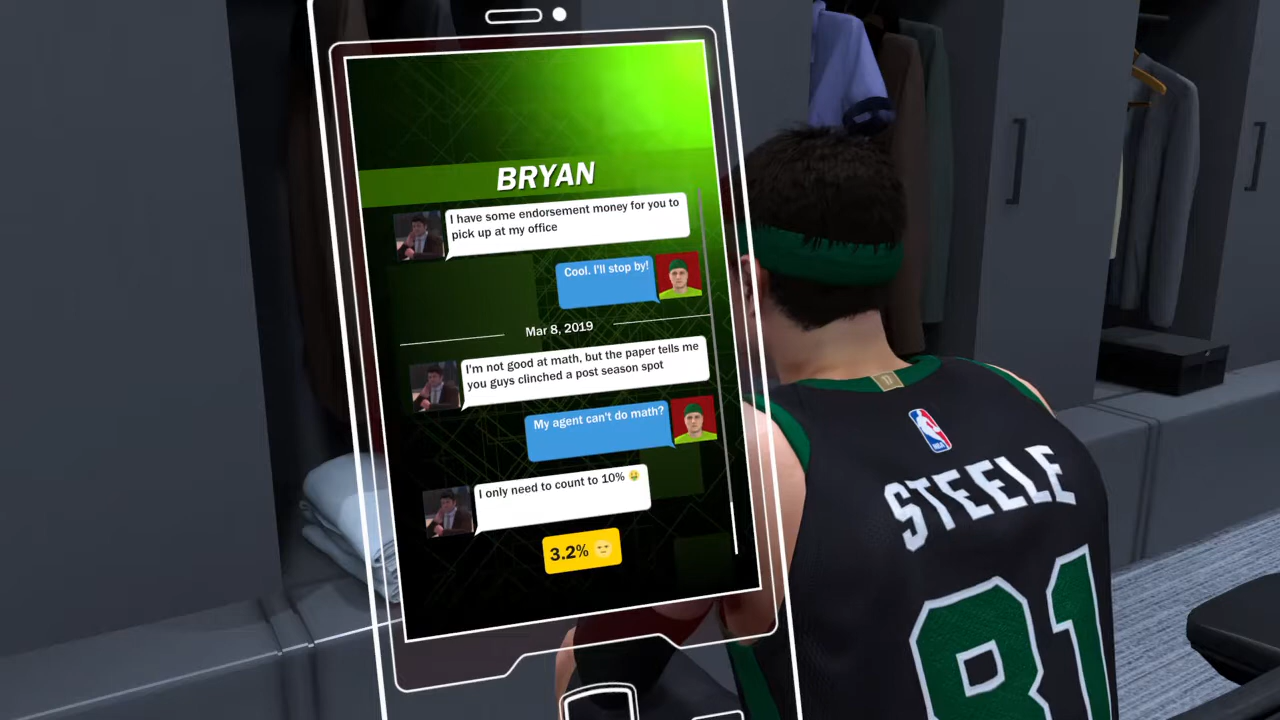 BRYAN
I have some endorsement money for you to
pick up at my office
Cool. I'll stop by!
Mar 8, 2019
I'm not good at math, but the paper tells me
you guys clinched a post season spot
My agent can't do math?
I only need to count to 10% 🤑
3.2% 😐
NBA
STEELE
81